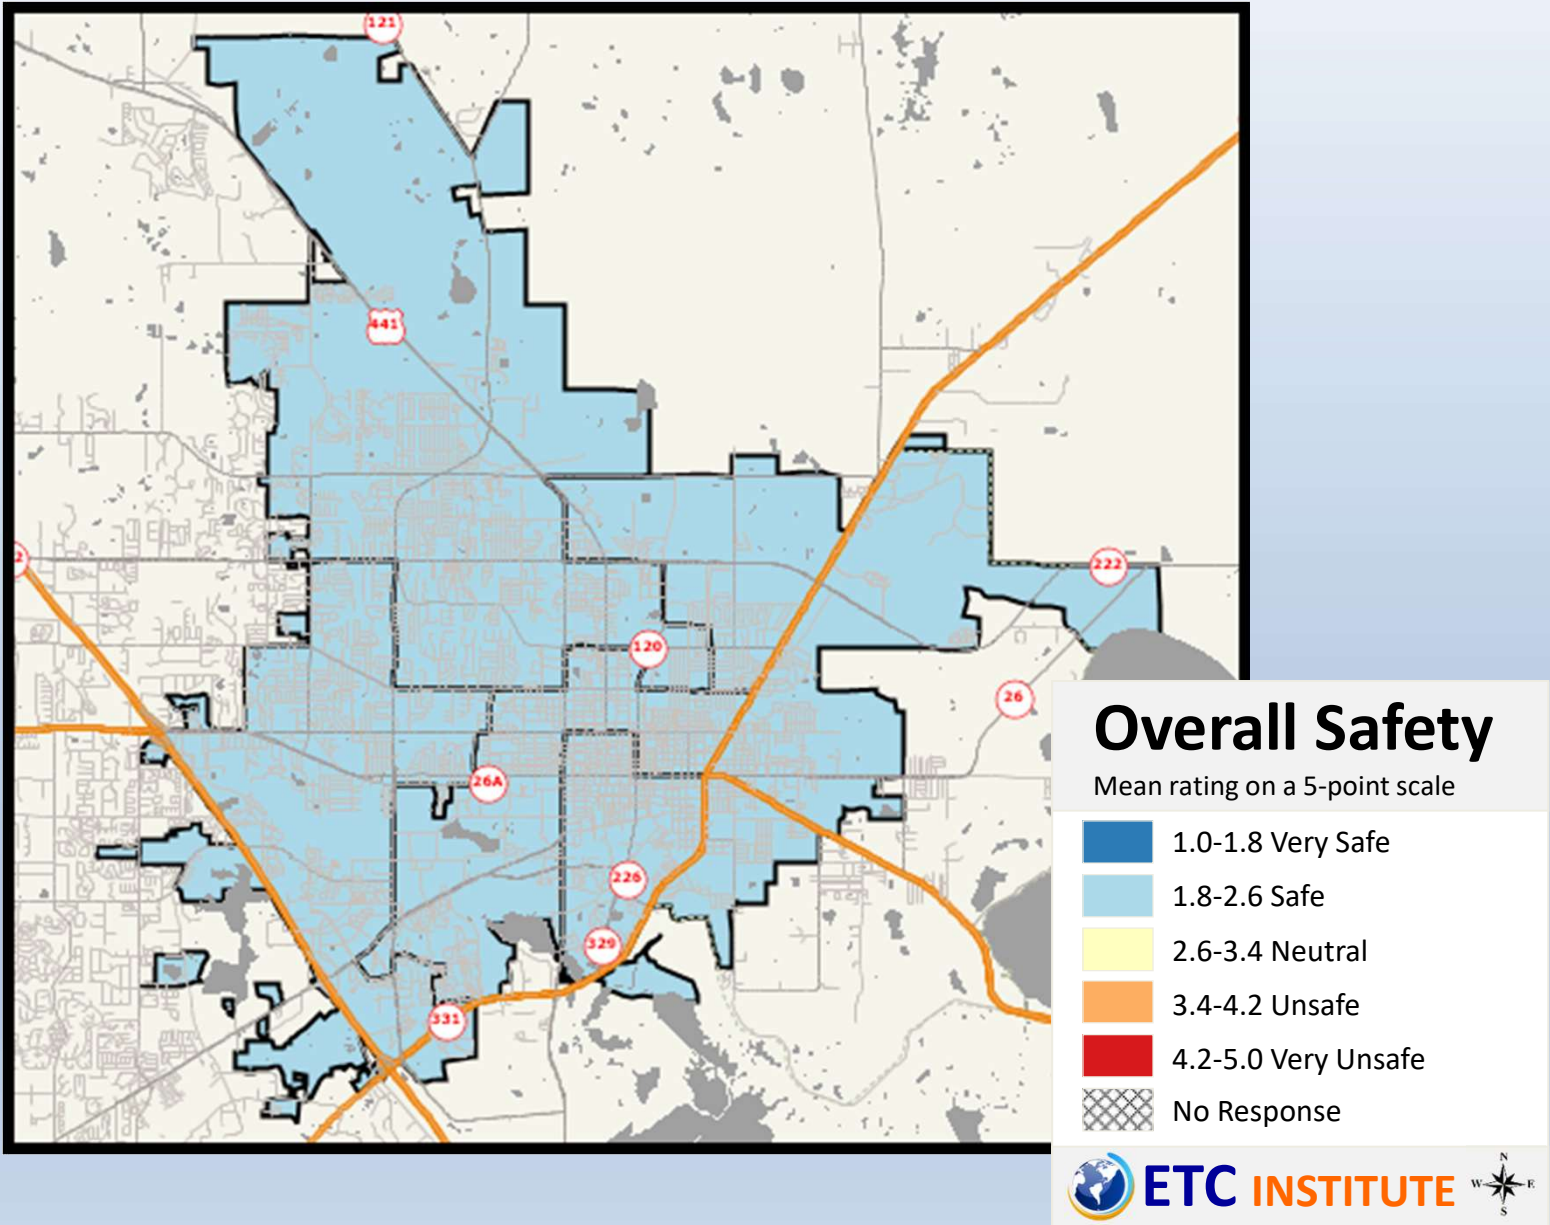 121
441
222
2
120
26
26A
226
329
331
Overall Safety
Mean rating on a 5-point scale
1.0-1.8 Very Safe
1.8-2.6 Safe
2.6-3.4 Neutral
3.4-4.2 Unsafe
4.2-5.0 Very Unsafe
No Response
ETC INSTITUTE
N
W E
S